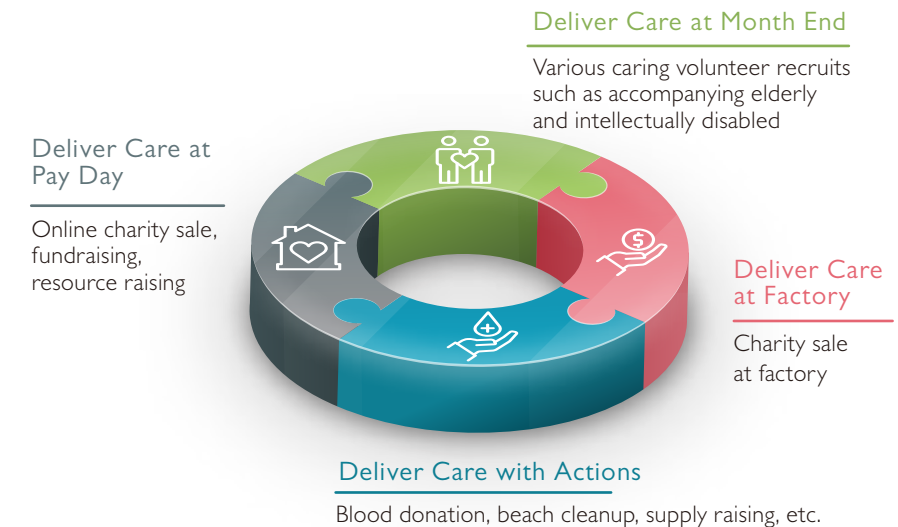 Deliver Care at Month End
Various caring volunteer recruits
such as accompanying elderly
and intellectually disabled
Deliver Care at
Pay Day
Online charity sale,
fundraising,
resource raising
Deliver Care
at Factory
Charity sale
at factory
Deliver Care with Actions
Blood donation, beach cleanup, supply raising, etc.